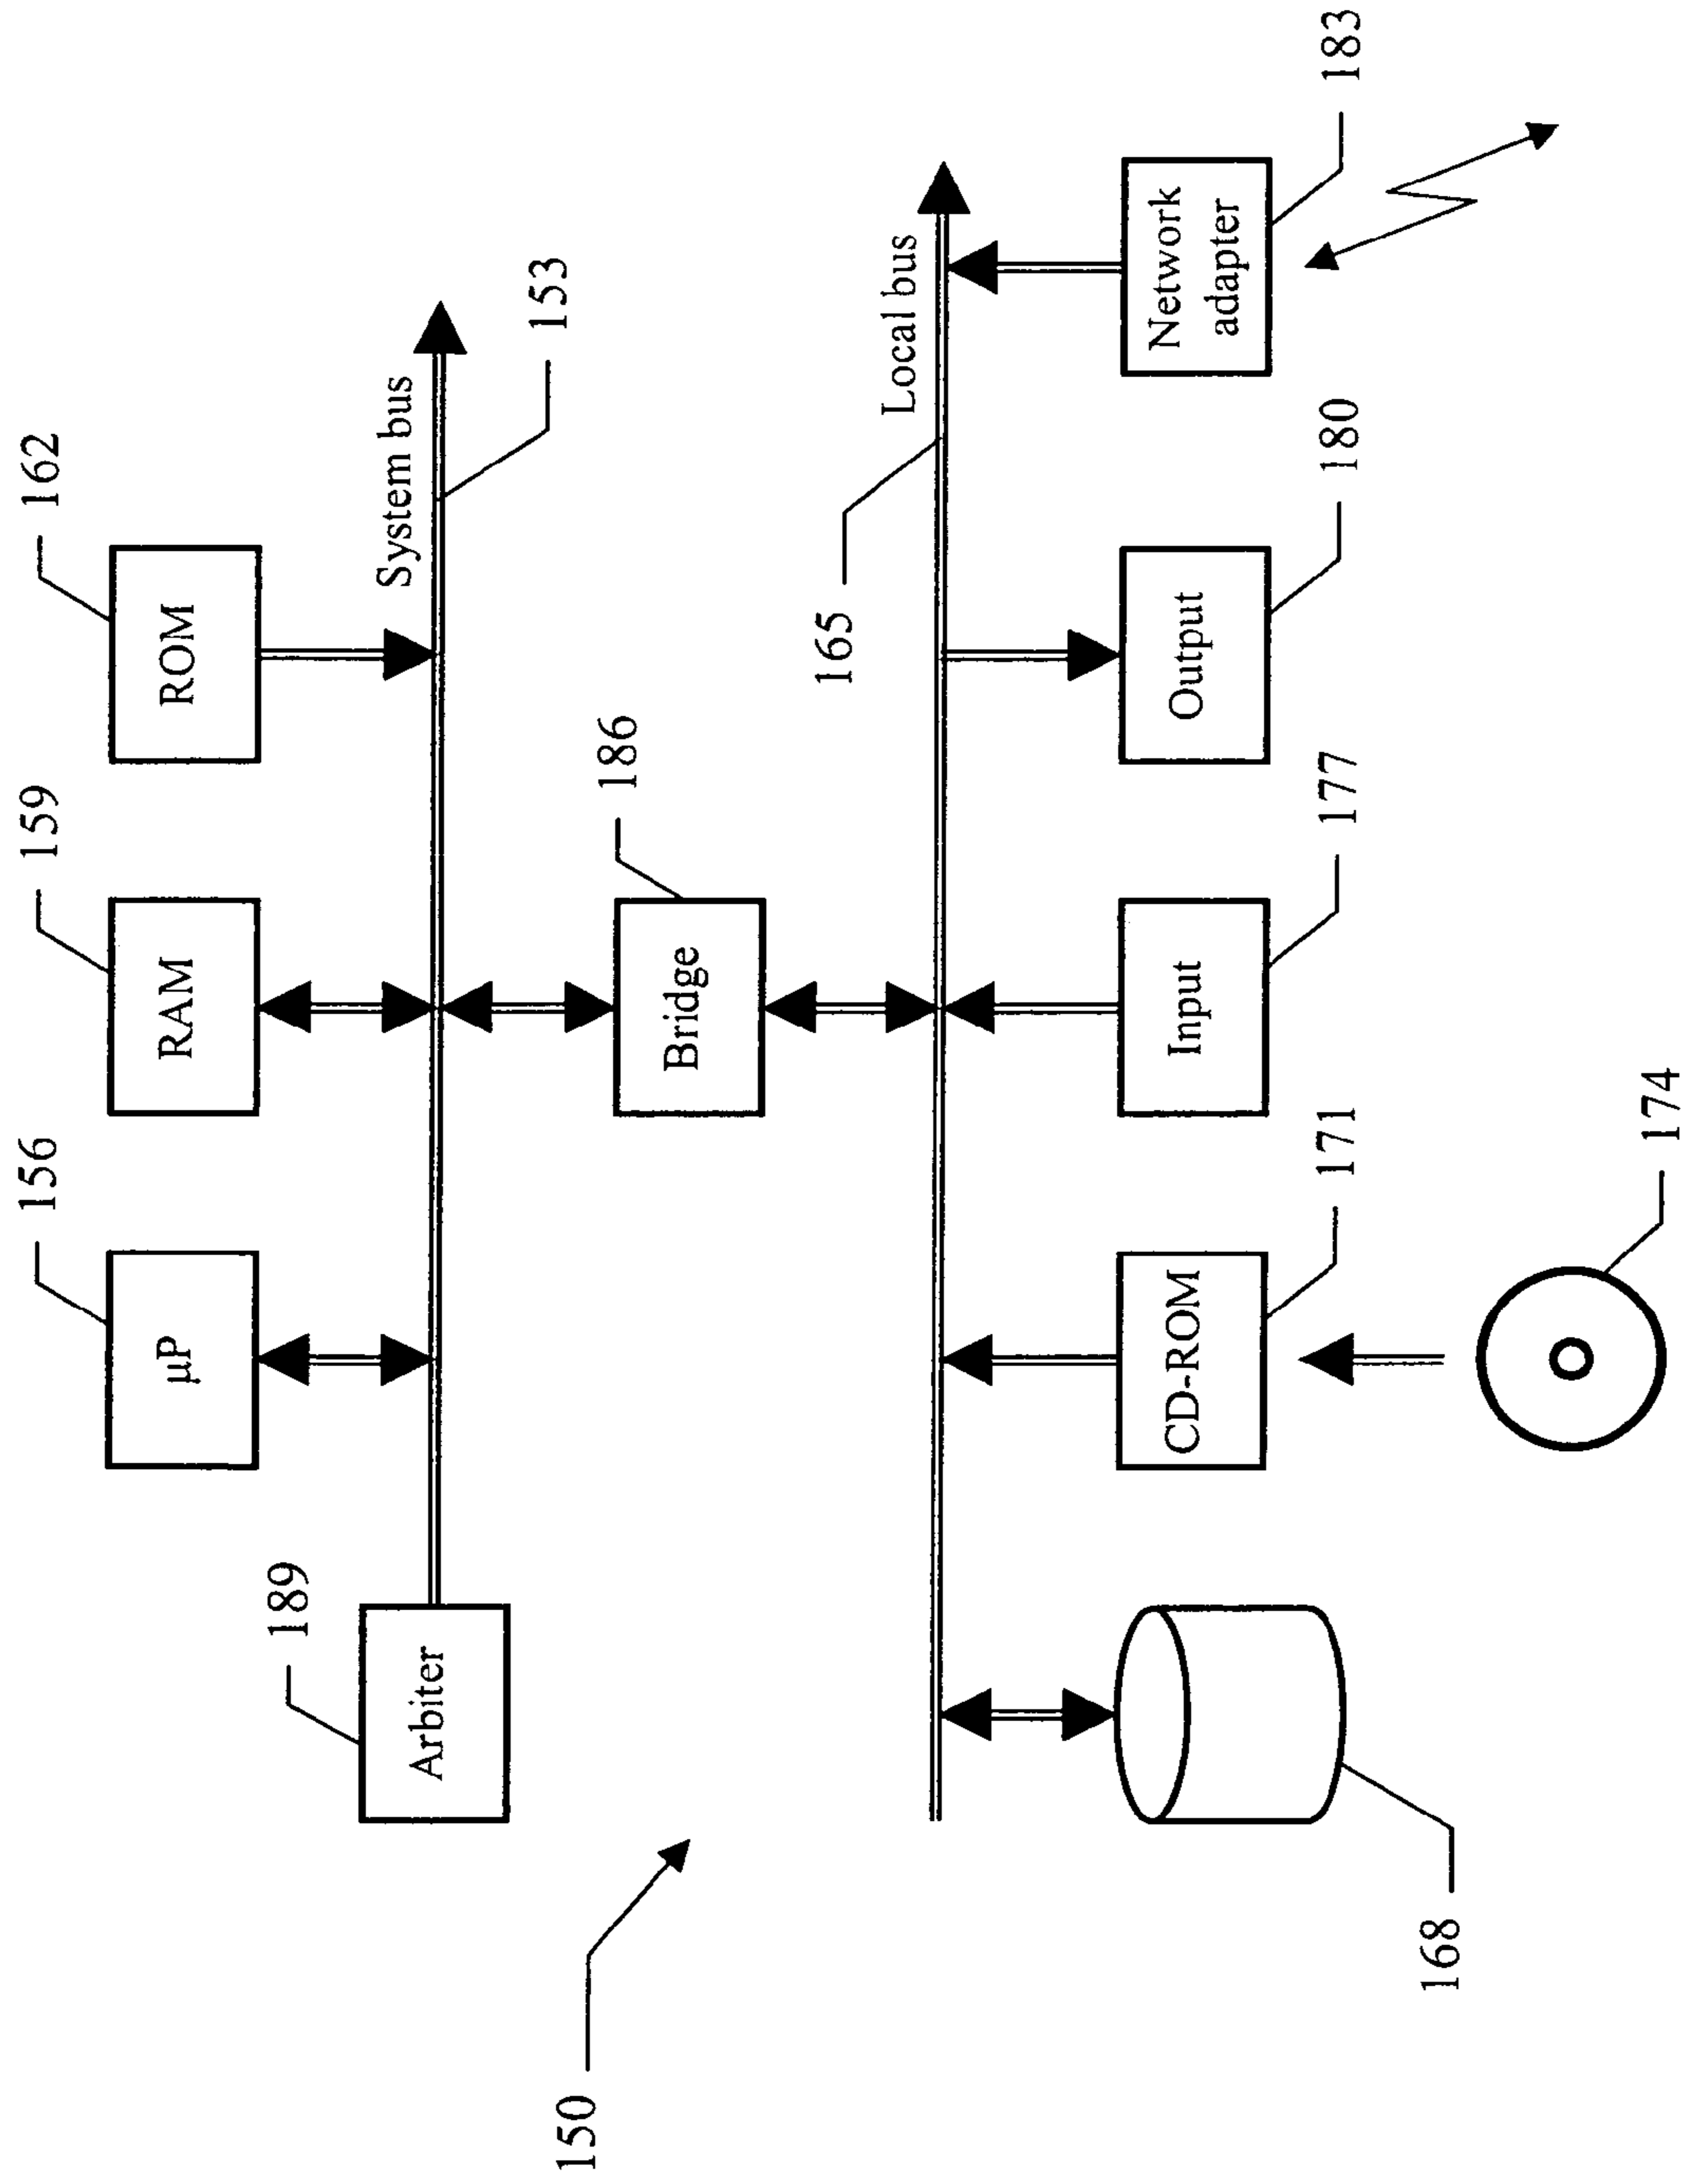 156
159
162
μP
RAM
ROM
189
System bus
Arbiter
153
186
Bridge
150
165
Local bus
CD-ROM
Input
Output
Network
adapter
168
171
177
180
183
174